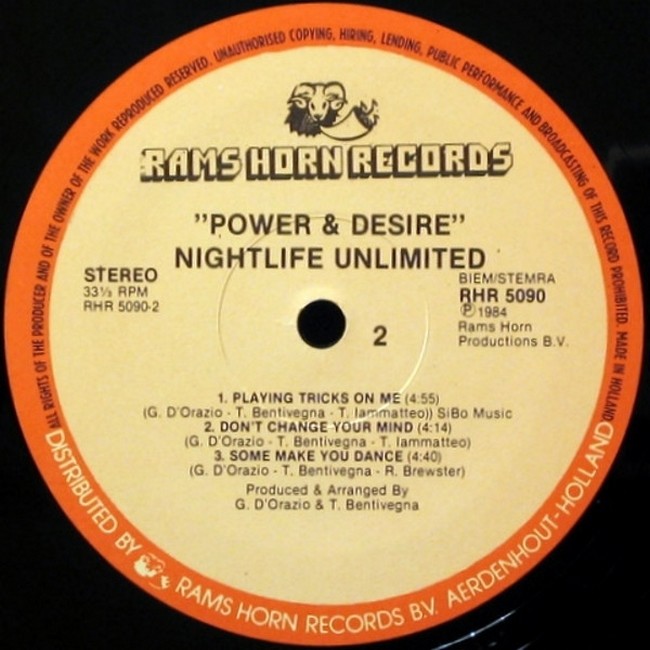 ALL RIGHTS OF THE PRODUCER AND OF THE OWNER OF THE WORK REPRODUCED RESERVED. UNAUTHORISED COPYING, HIRING, LENDING, PUBLIC PERFORMANCE AND BROADCASTING OF THIS RECORD PROHIBITED. MADE IN HOLLAND
RAMS HORN RECORDS
"POWER & DESIRE"
NIGHTLIFE UNLIMITED
STEREO
33⅓ RPM
RHR 5090-2
BIEM/STEMRA
RHR 5090
℗ 1984
Rams Horn
Productions B.V.
2
1. PLAYING TRICKS ON ME (4:55)
(G. D'Orazio - T. Bentivegna - T. Iammatteo)) SiBo Music
2. DON'T CHANGE YOUR MIND (4:14)
(G. D'Orazio - T. Bentivegna - T. Iammatteo)
3. SOME MAKE YOU DANCE (4:40)
(G. D'Orazio - T. Bentivegna - R. Brewster)
Produced & Arranged By
G. D'Orazio & T. Bentivegna
DISTRIBUTED BY RAMS HORN RECORDS B.V. AERDENHOUT-HOLLAND